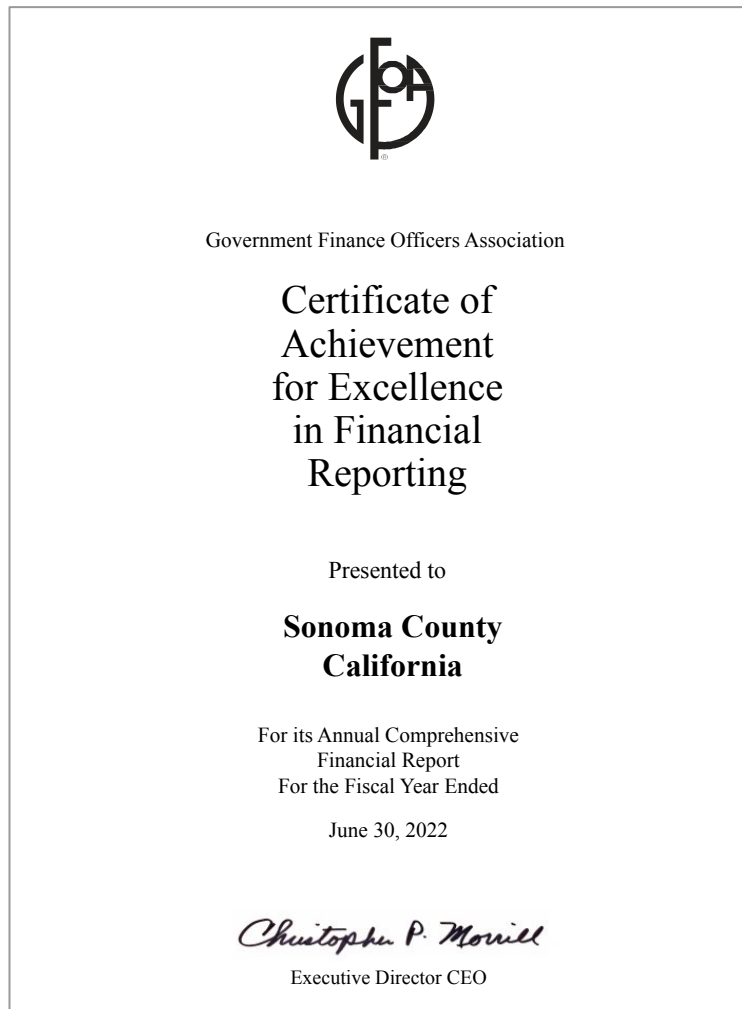 GFOA
®
Government Finance Officers Association
Certificate of
Achievement
for Excellence
in Financial
Reporting
Presented to
Sonoma County
California
For its Annual Comprehensive
Financial Report
For the Fiscal Year Ended
June 30, 2022
Christopher P. Morrill
Executive Director CEO